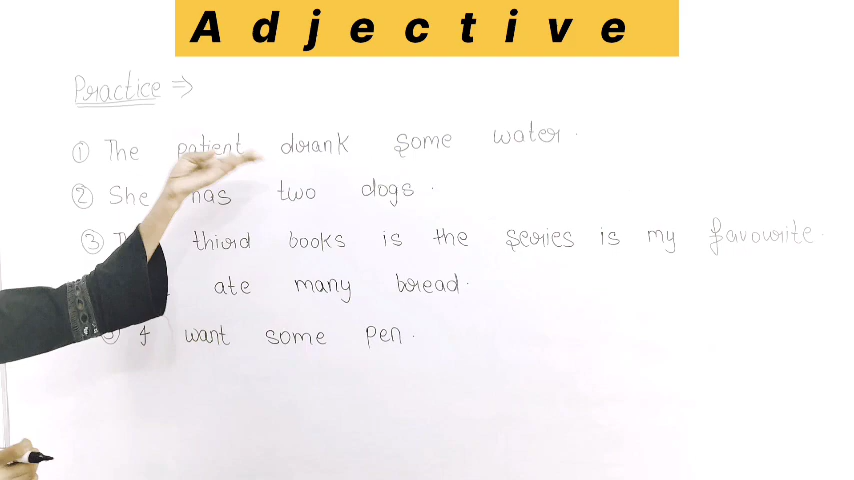 Adjective
Practice ⇒
① The patient drank some water.
② She has two dogs.
③ third books is the series is my favourite.
ate many bread.
I want some pen.